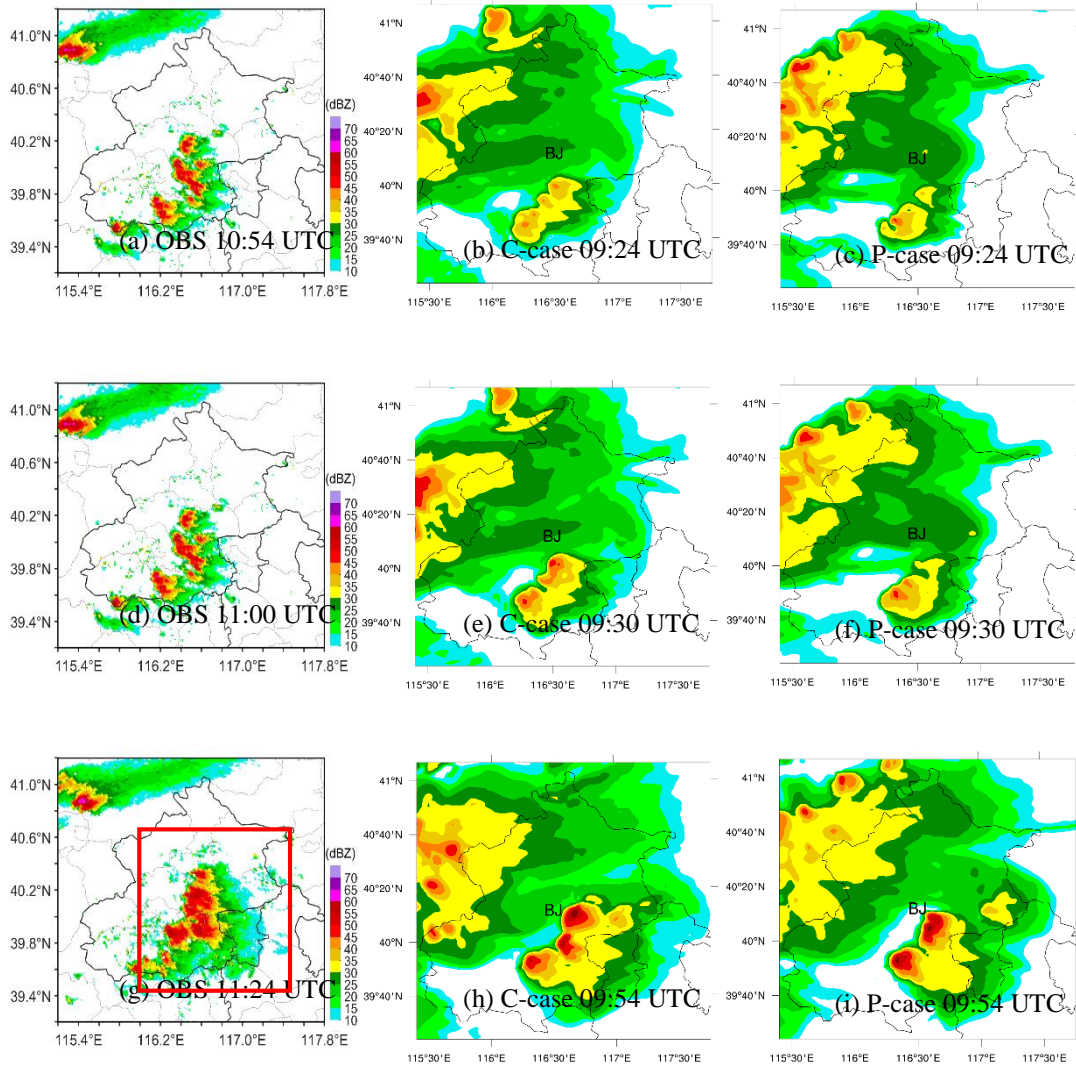 41.0°N
40.6°N
40.2°N
39.8°N
39.4°N
(dBZ)
70
65
60
55
50
45
40
35
30
25
20
15
10
(a) OBS 10:54 UTC
115.4°E 116.2°E 117.0°E 117.8°E
41°N
40°40'N
40°20'N
40°N
39°40'N
BJ
(b) C-case 09:24 UTC
115°30'E 116°E 116°30'E 117°E 117°30'E
41°N
40°40'N
40°20'N
40°N
39°40'N
BJ
(c) P-case 09:24 UTC
115°30'E 116°E 116°30'E 117°E 117°30'E
41.0°N
40.6°N
40.2°N
39.8°N
39.4°N
(dBZ)
70
65
60
55
50
45
40
35
30
25
20
15
10
(d) OBS 11:00 UTC
115.4°E 116.2°E 117.0°E 117.8°E
41°N
40°40'N
40°20'N
40°N
39°40'N
BJ
(e) C-case 09:30 UTC
115°30'E 116°E 116°30'E 117°E 117°30'E
41°N
40°40'N
40°20'N
40°N
39°40'N
BJ
(f) P-case 09:30 UTC
115°30'E 116°E 116°30'E 117°E 117°30'E
41.0°N
40.6°N
40.2°N
39.8°N
39.4°N
(dBZ)
70
65
60
55
50
45
40
35
30
25
20
15
10
(g) OBS 11:24 UTC
115.4°E 116.2°E 117.0°E 117.8°E
41°N
40°40'N
40°20'N
40°N
39°40'N
BJ
(h) C-case 09:54 UTC
115°30'E 116°E 116°30'E 117°E 117°30'E
41°N
40°40'N
40°20'N
40°N
39°40'N
BJ
(i) P-case 09:54 UTC
115°30'E 116°E 116°30'E 117°E 117°30'E